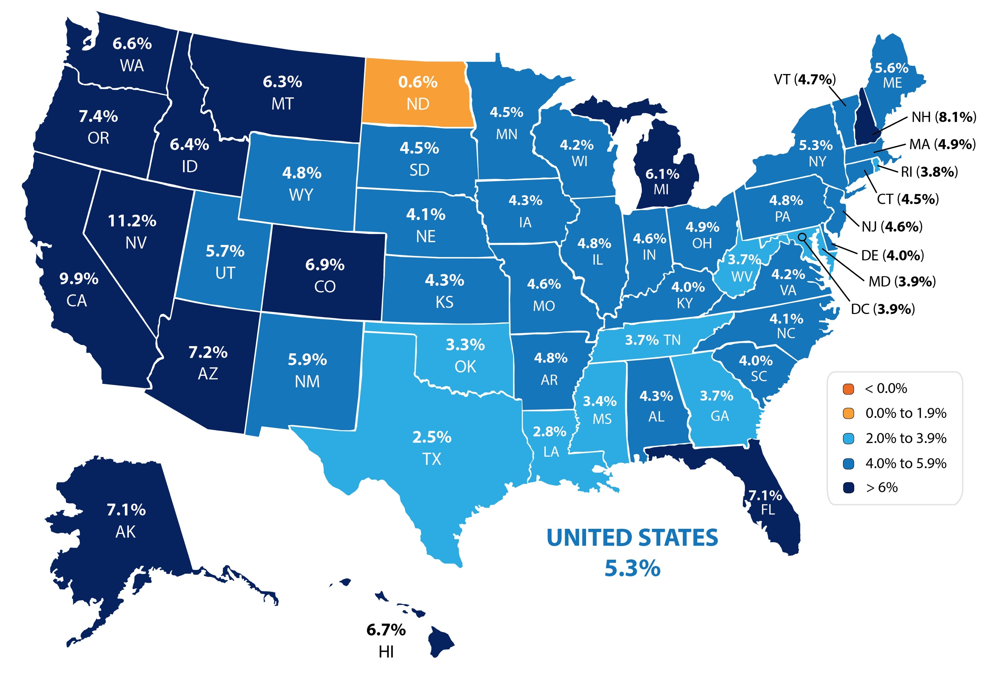 6.6%
WA
6.3%
MT
0.6%
ND
4.5%
MN
7.4%
OR
6.4%
ID
4.8%
WY
4.5%
SD
4.2%
WI
6.1%
MI
5.3%
NY
5.6%
ME
VT (4.7%)
NH (8.1%)
MA (4.9%)
RI (3.8%)
CT (4.5%)
NJ (4.6%)
DE (4.0%)
MD (3.9%)
DC (3.9%)
9.9%
CA
11.2%
NV
5.7%
UT
6.9%
CO
4.1%
NE
4.3%
KS
4.3%
IA
4.6%
MO
4.8%
IL
4.6%
IN
4.9%
OH
4.8%
PA
3.7%
WV
4.2%
VA
4.0%
KY
4.1%
NC
3.7% TN
4.0%
SC
7.2%
AZ
5.9%
NM
3.3%
OK
4.8%
AR
2.5%
TX
2.8%
LA
3.4%
MS
4.3%
AL
3.7%
GA
7.1%
FL
7.1%
AK
6.7%
HI
UNITED STATES
5.3%
< 0.0%
0.0% to 1.9%
2.0% to 3.9%
4.0% to 5.9%
> 6%